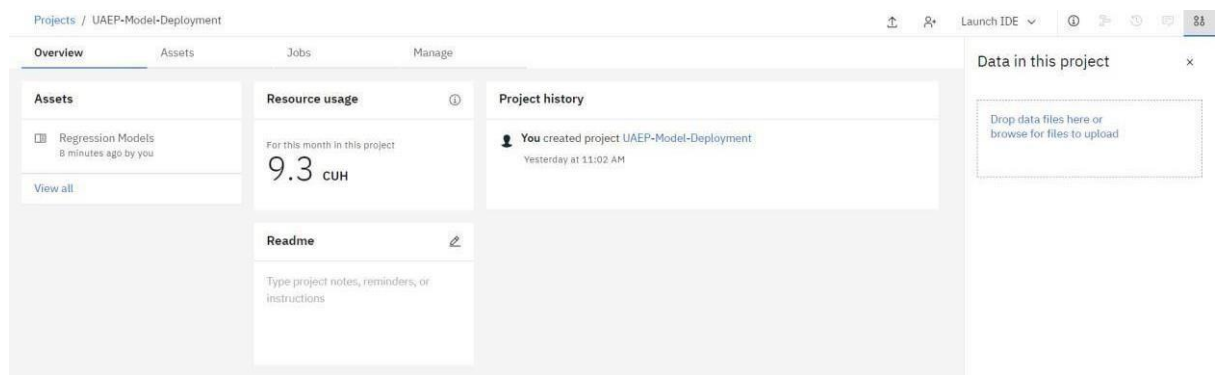 Projects / UAEP-Model-Deployment
Launch IDE
Overview
Assets
Jobs
Manage
Assets
Regression Models
8 minutes ago by you
View all
Resource usage
For this month in this project
9.3 CUH
Readme
Type project notes, reminders, or
instructions
Project history
You created project UAEP-Model-Deployment
Yesterday at 11:02 AM
Data in this project
Drop data files here or
browse for files to upload